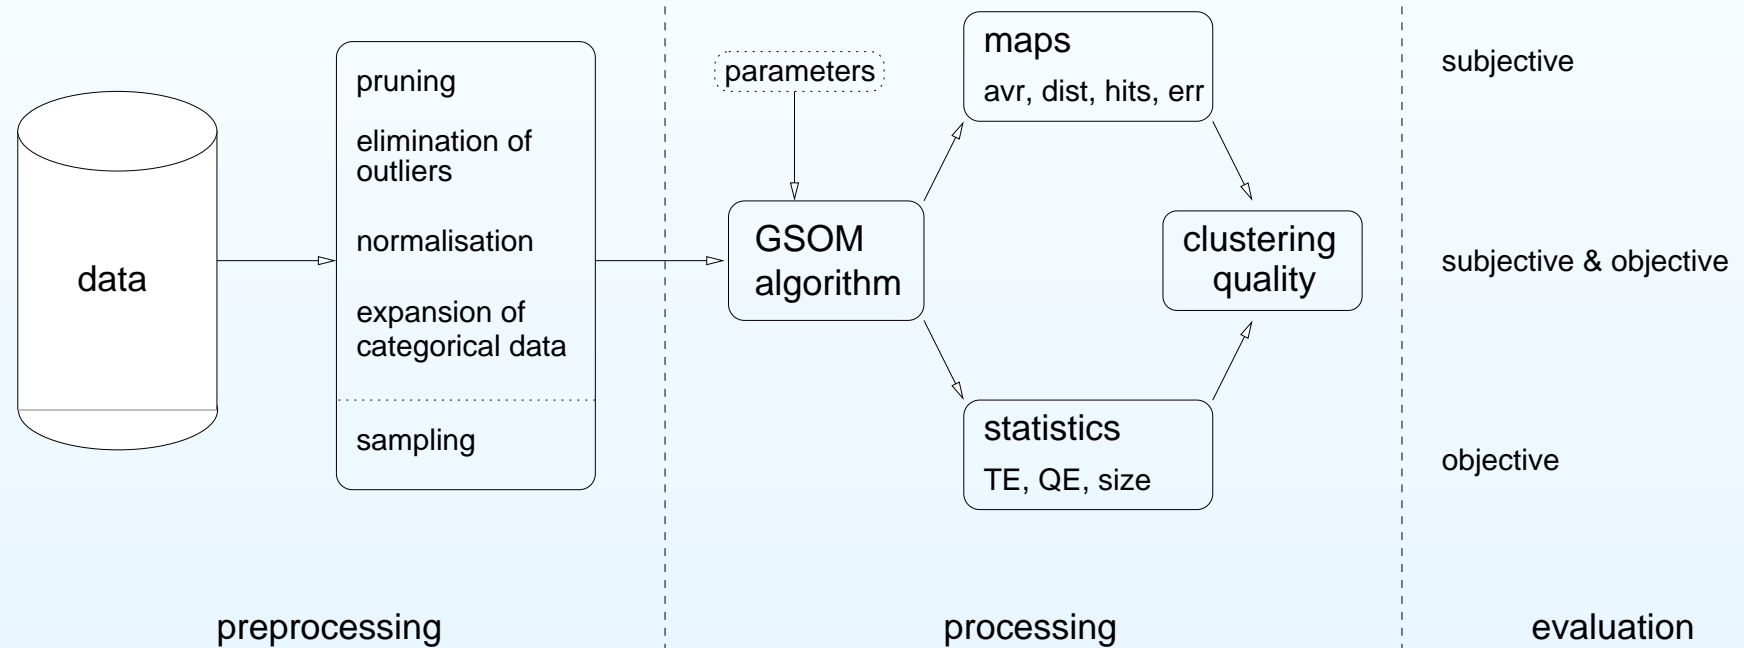 data
pruning
elimination of
outliers
normalisation
expansion of
categorical data
sampling
preprocessing
parameters
GSOM
algorithm
maps
avr, dist, hits, err
statistics
TE, QE, size
clustering
quality
processing
subjective
subjective & objective
objective
evaluation